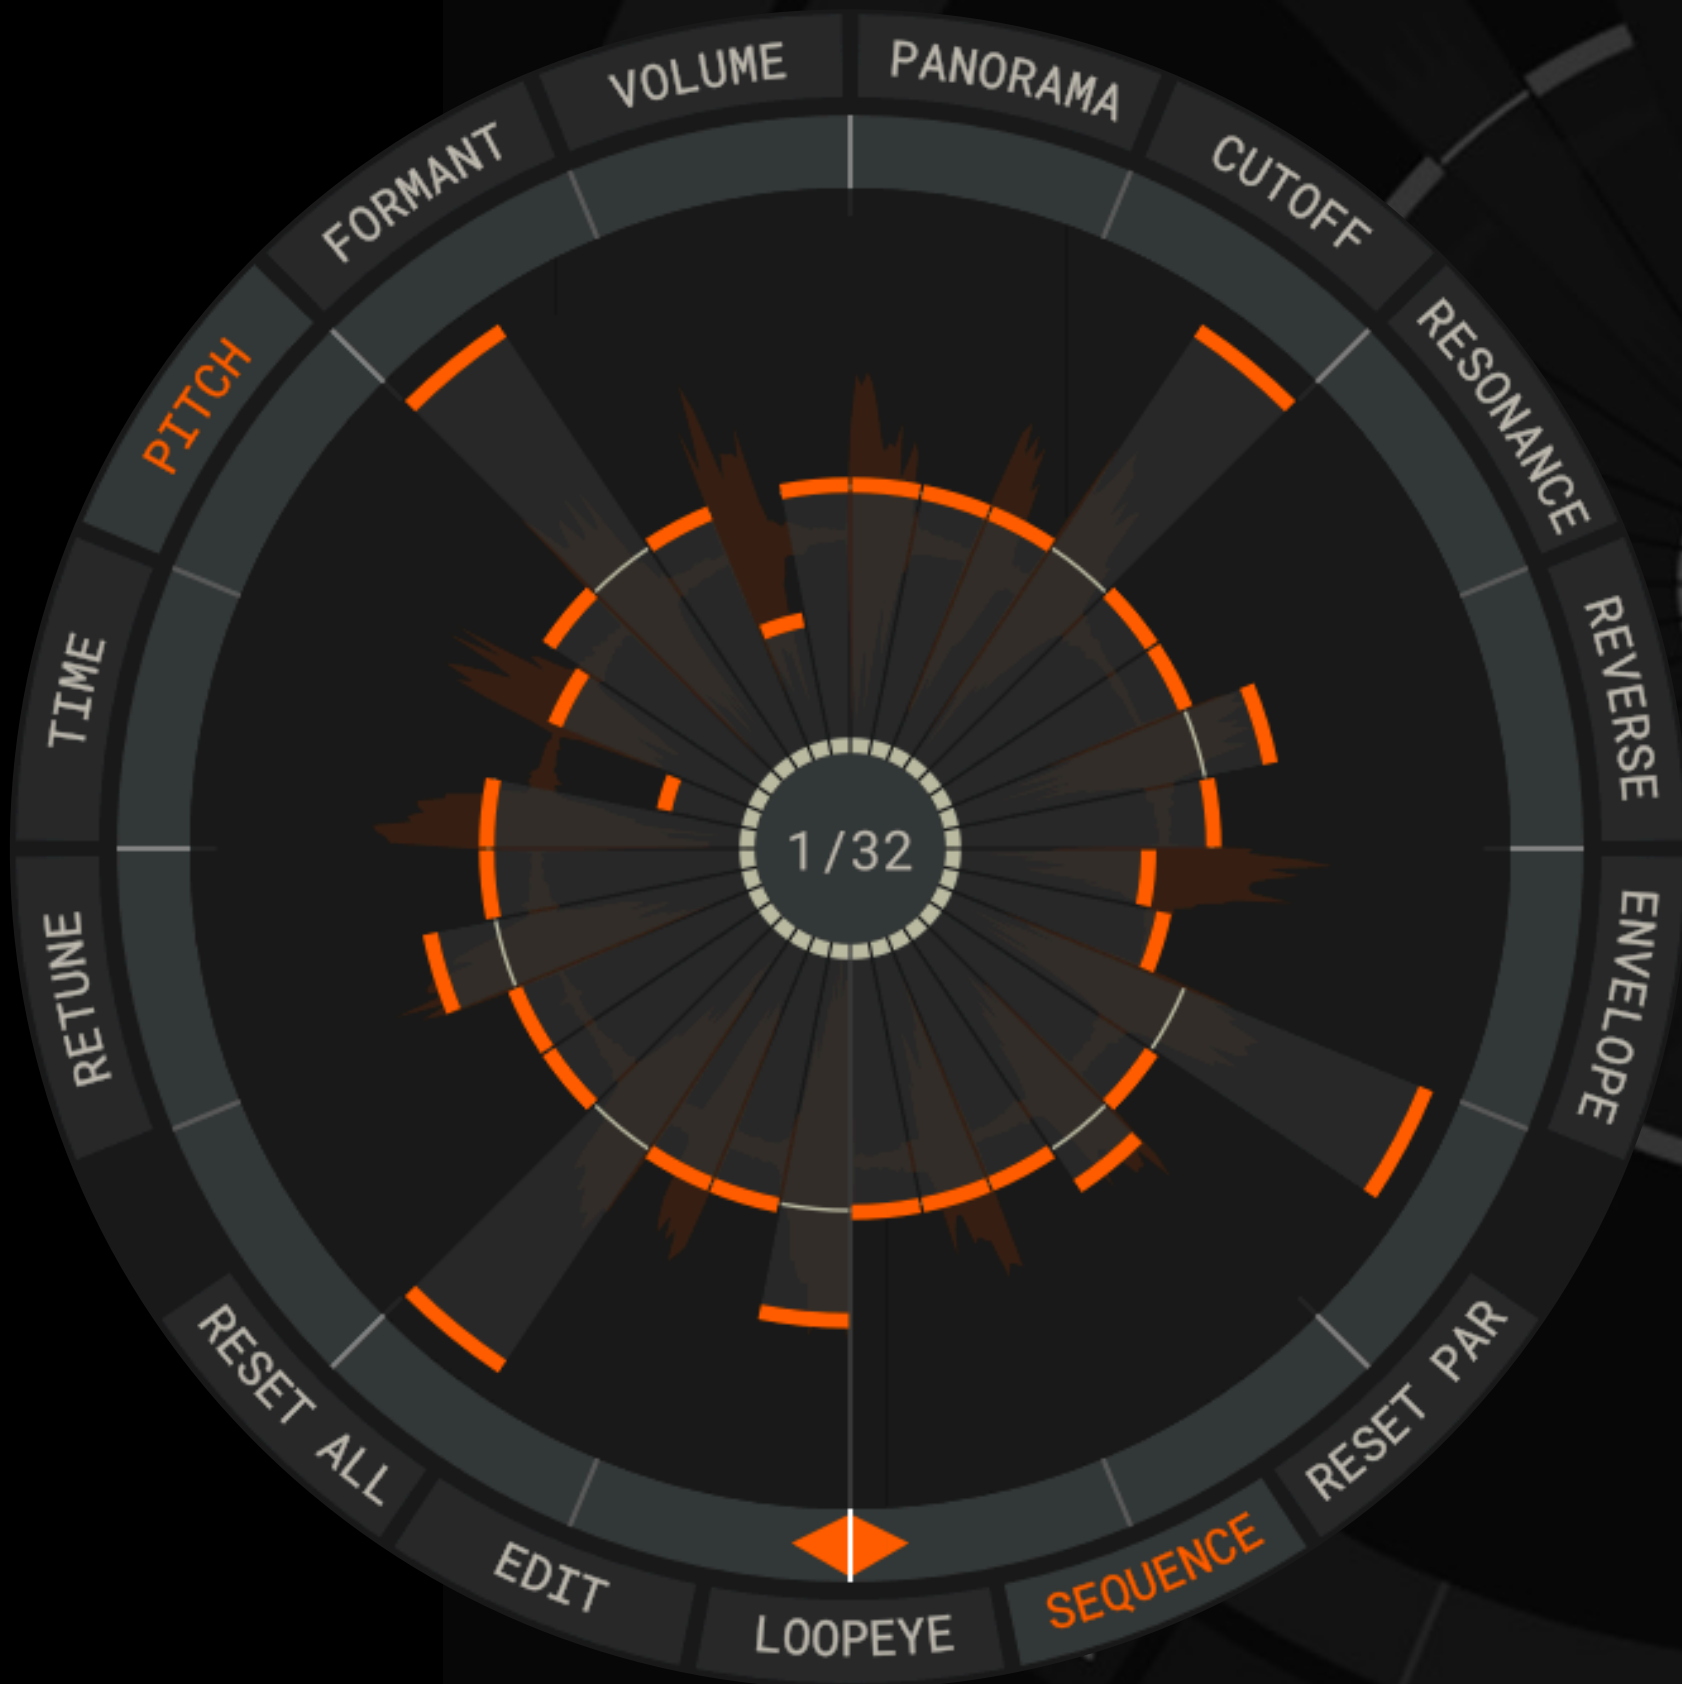 VOLUME
PANORAMA
CUTOFF
RESONANCE
REVERSE
ENVELOPE
RESET PAR
SEQUENCE
LOOPEYE
EDIT
RESET ALL
RETUNE
TIME
PITCH
FORMANT
1/32